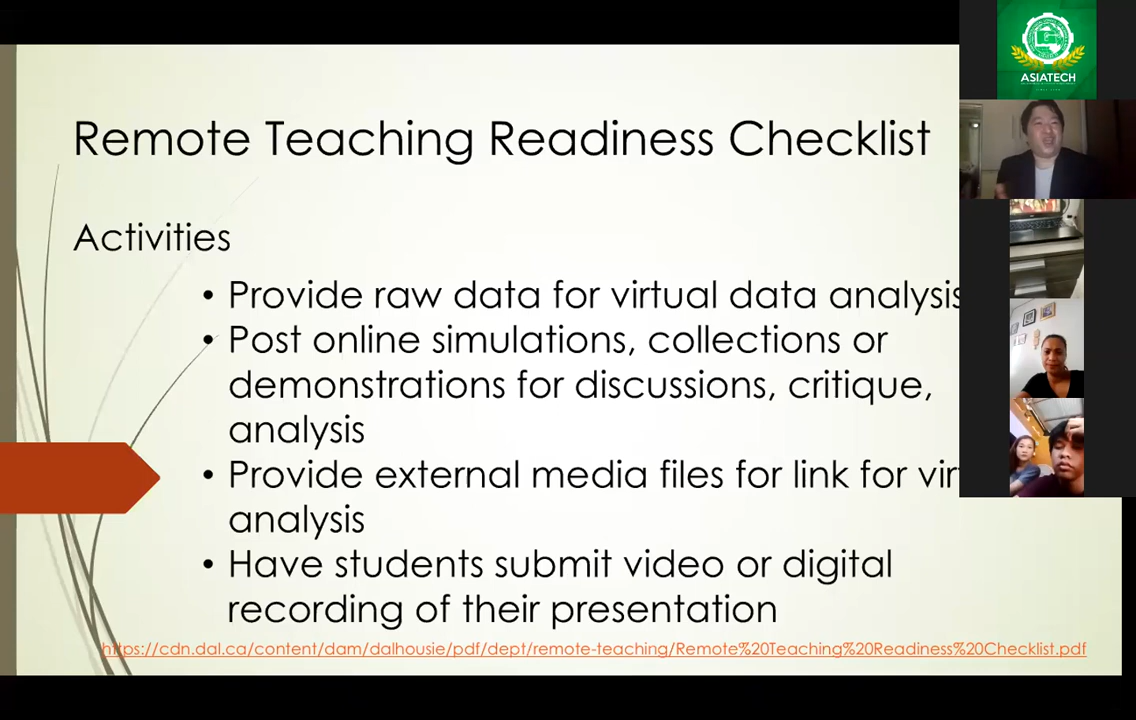 Remote Teaching Readiness Checklist
Activities
• Provide raw data for virtual data analysis
• Post online simulations, collections or
demonstrations for discussions, critique,
analysis
• Provide external media files for link for vir
analysis
• Have students submit video or digital
recording of their presentation
https://cdn.dal.ca/content/dam/dalhousie/pdf/dept/remote-teaching/Remote%20Teaching%20Readiness%20Checklist.pdf
ASIATECH